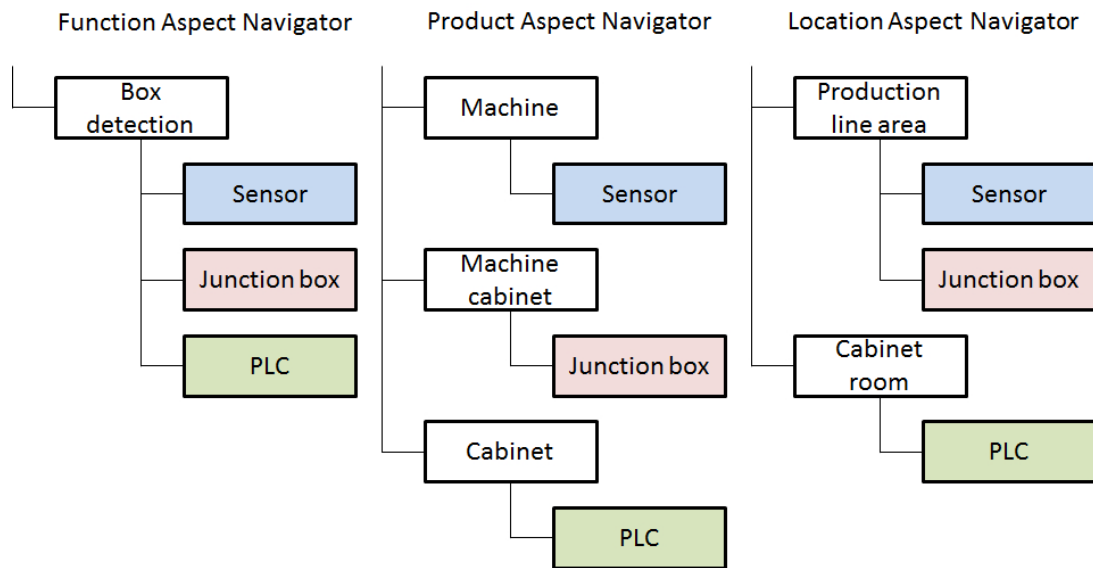 Function Aspect Navigator
Box
detection
Sensor
Junction box
PLC
Product Aspect Navigator
Machine
Sensor
Machine
cabinet
Junction box
Cabinet
PLC
Location Aspect Navigator
Production
line area
Sensor
Junction box
Cabinet
room
PLC